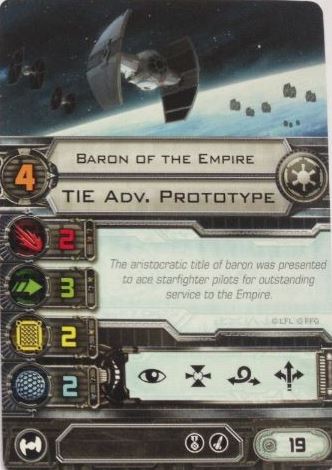 BARON OF THE EMPIRE
4
TIE ADV. PROTOTYPE
2
The aristocratic title of baron was presented
3
to ace starfighter pilots for outstanding
service to the Empire.
©LFL ©FFG
2
2
19